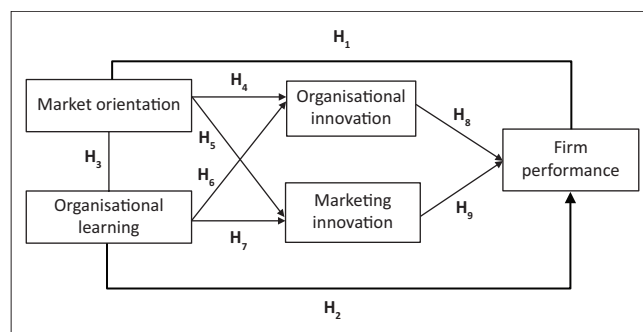 H₁
Market orientation
H₄
Organisational
innovation
H₈
H₅
H₃
H₆
Firm
performance
Organisational
learning
H₇
Marketing
innovation
H₉
H₂